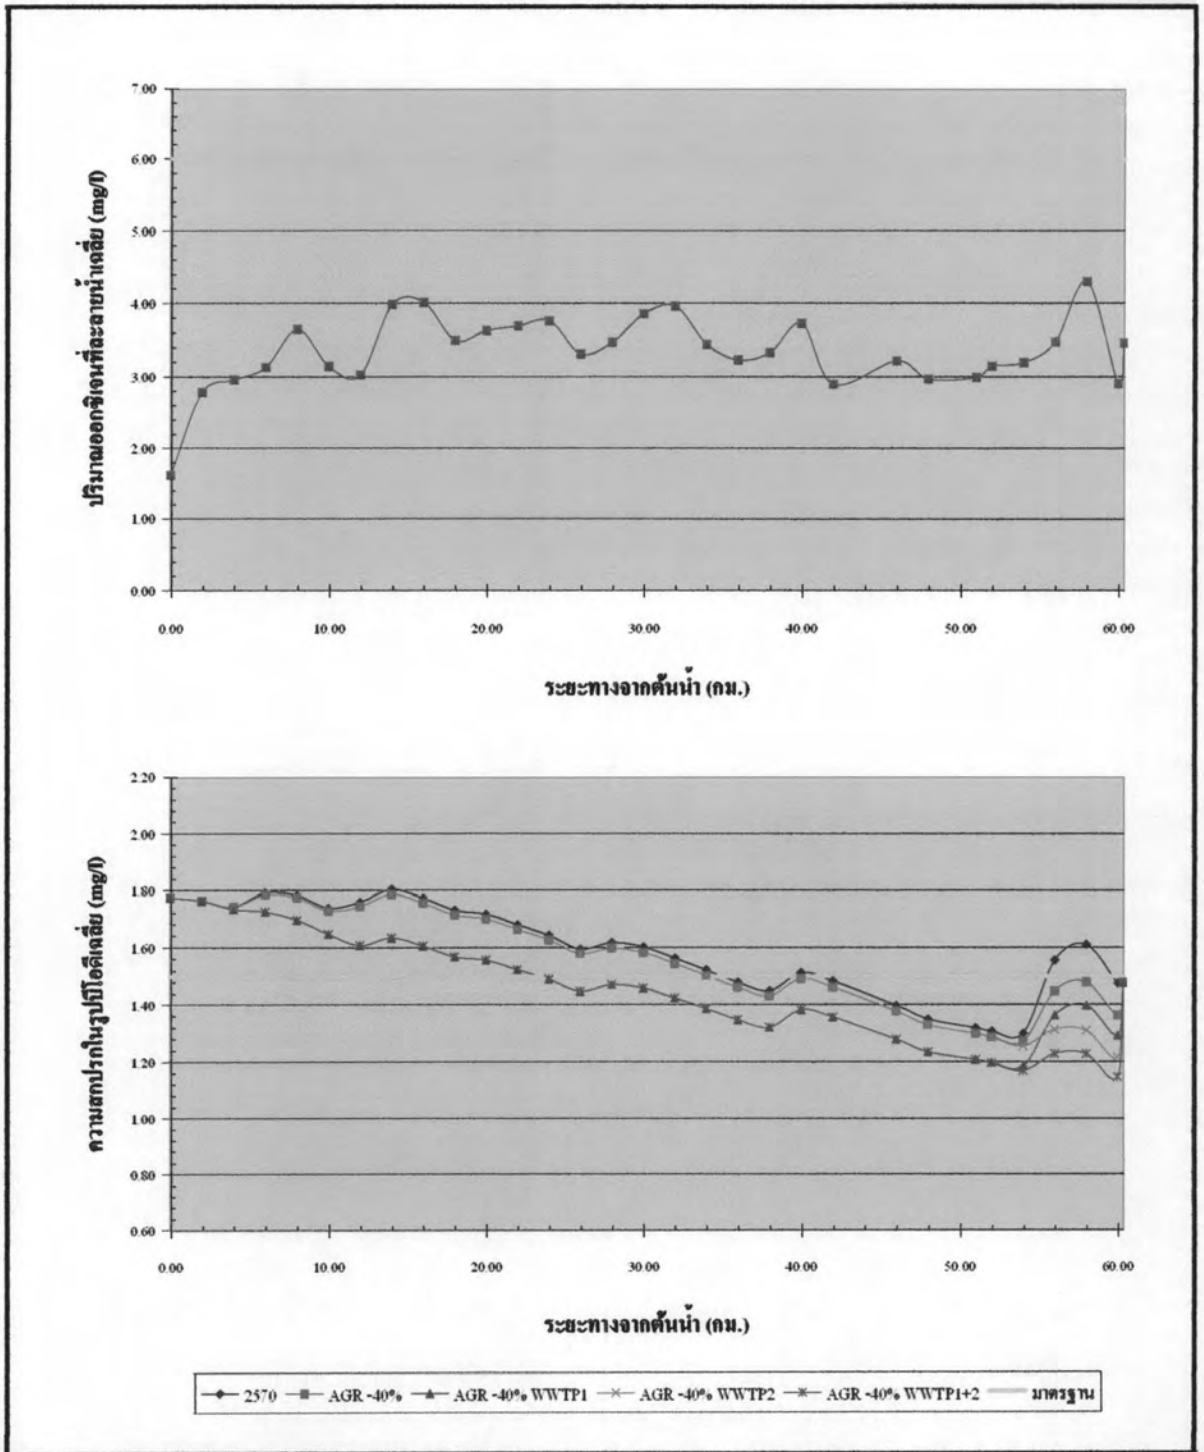 ปริมาณออกซิเจนที่ละลายน้ำเฉลี่ย (mg/l)
7.00
6.00
5.00
4.00
3.00
2.00
1.00
0.00
0.00 10.00 20.00 30.00 40.00 50.00 60.00
ระยะทางจากต้นน้ำ (กม.)
ความสกปรกในรูปบีโอดีเฉลี่ย (mg/l)
2.20
2.00
1.80
1.60
1.40
1.20
1.00
0.80
0.60
0.00 10.00 20.00 30.00 40.00 50.00 60.00
ระยะทางจากต้นน้ำ (กม.)
2570 AGR -40% AGR -40% WWTP1 AGR -40% WWTP2 AGR -40% WWTP1+2 มาตรฐาน